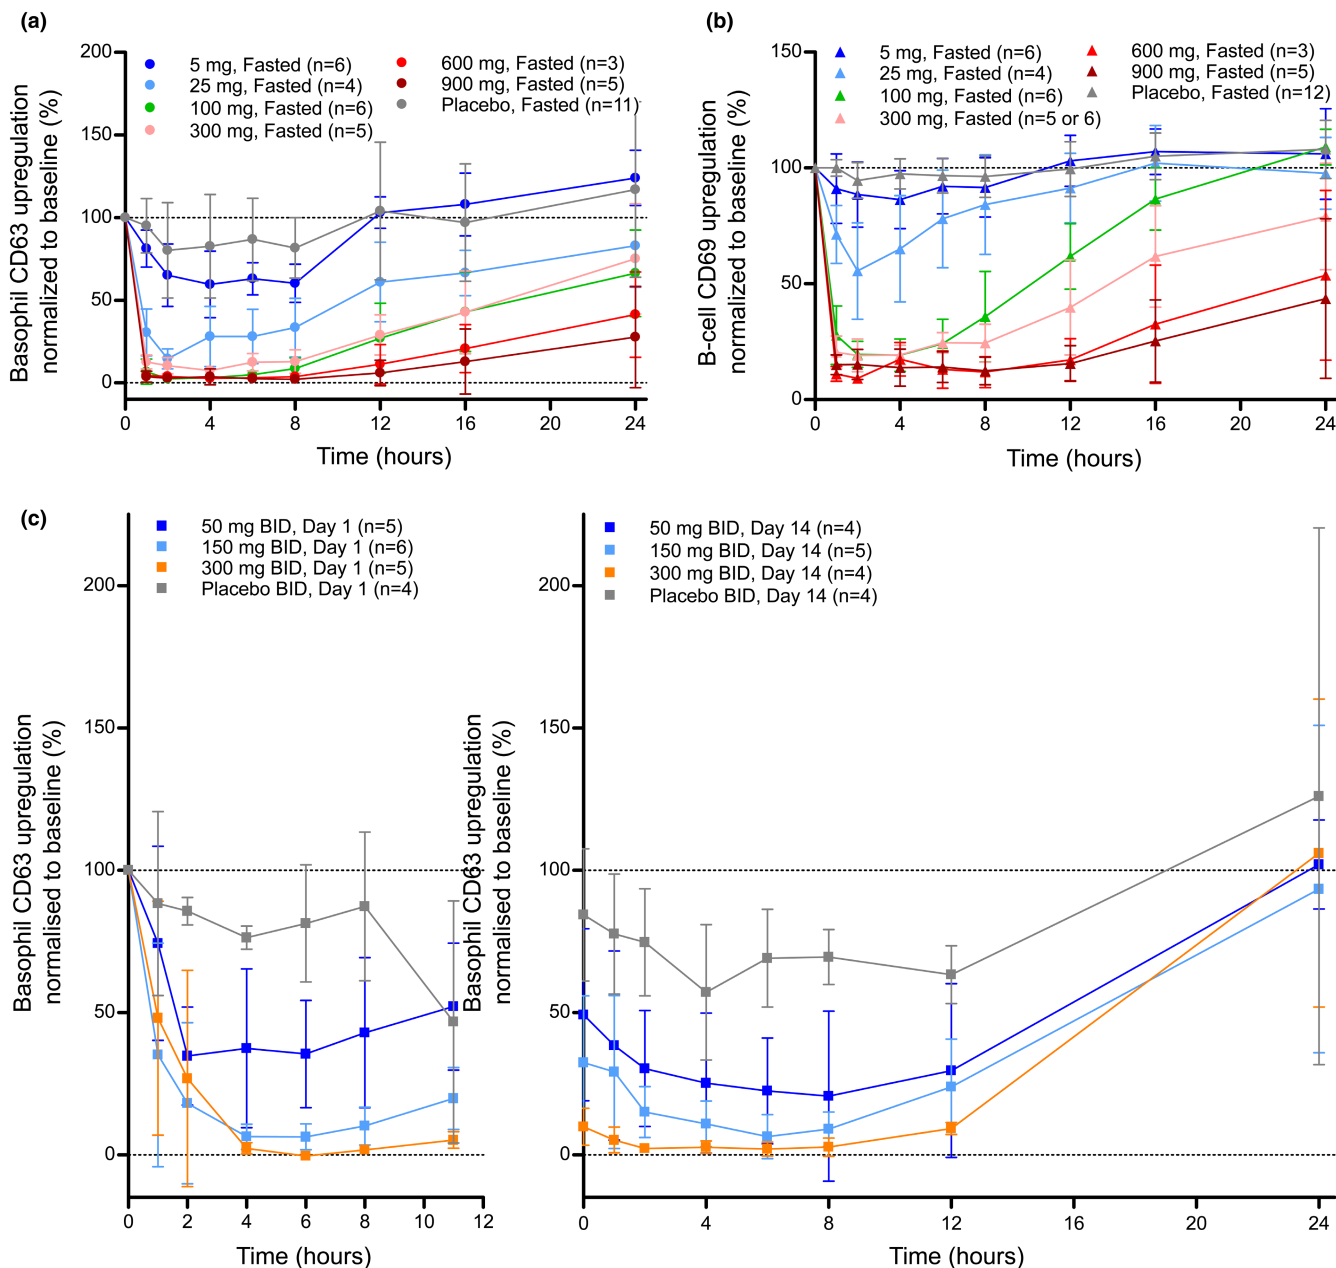 (a)
200
150
100
50
0
5 mg, Fasted (n=6)
25 mg, Fasted (n=4)
100 mg, Fasted (n=6)
300 mg, Fasted (n=5)
600 mg, Fasted (n=3)
900 mg, Fasted (n=5)
Placebo, Fasted (n=11)
Basophil CD63 upregulation
normalized to baseline (%)
0 4 8 12 16 20 24
Time (hours)
(b)
150
100
50
0
5 mg, Fasted (n=6)
25 mg, Fasted (n=4)
100 mg, Fasted (n=6)
300 mg, Fasted (n=5 or 6)
600 mg, Fasted (n=3)
900 mg, Fasted (n=5)
Placebo, Fasted (n=12)
B-cell CD69 upregulation
normalized to baseline (%)
0 4 8 12 16 20 24
Time (hours)
(c)
200
150
100
50
0
50 mg BID, Day 1 (n=5)
150 mg BID, Day 1 (n=6)
300 mg BID, Day 1 (n=5)
Placebo BID, Day 1 (n=4)
Basophil CD63 upregulation
normalised to baseline (%)
0 2 4 6 8 10 12
Time (hours)
200
150
100
50
0
50 mg BID, Day 14 (n=4)
150 mg BID, Day 14 (n=5)
300 mg BID, Day 14 (n=4)
Placebo BID, Day 14 (n=4)
Basophil CD63 upregulation
normalised to baseline (%)
0 4 8 12 16 20 24
Time (hours)